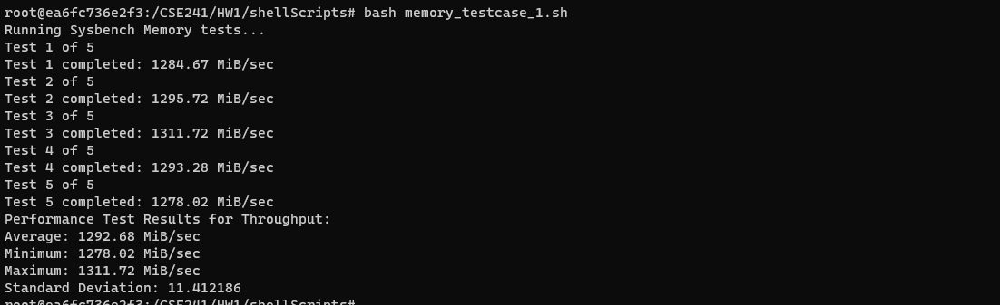 root@ea6fc736e2f3:/CSE241/HW1/shellScripts# bash memory_testcase_1.sh
Running Sysbench Memory tests...
Test 1 of 5
Test 1 completed: 1284.67 MiB/sec
Test 2 of 5
Test 2 completed: 1295.72 MiB/sec
Test 3 of 5
Test 3 completed: 1311.72 MiB/sec
Test 4 of 5
Test 4 completed: 1293.28 MiB/sec
Test 5 of 5
Test 5 completed: 1278.02 MiB/sec
Performance Test Results for Throughput:
Average: 1292.68 MiB/sec
Minimum: 1278.02 MiB/sec
Maximum: 1311.72 MiB/sec
Standard Deviation: 11.412186
root@ea6fc736e2f3:/CSE241/HW1/shellScripts#